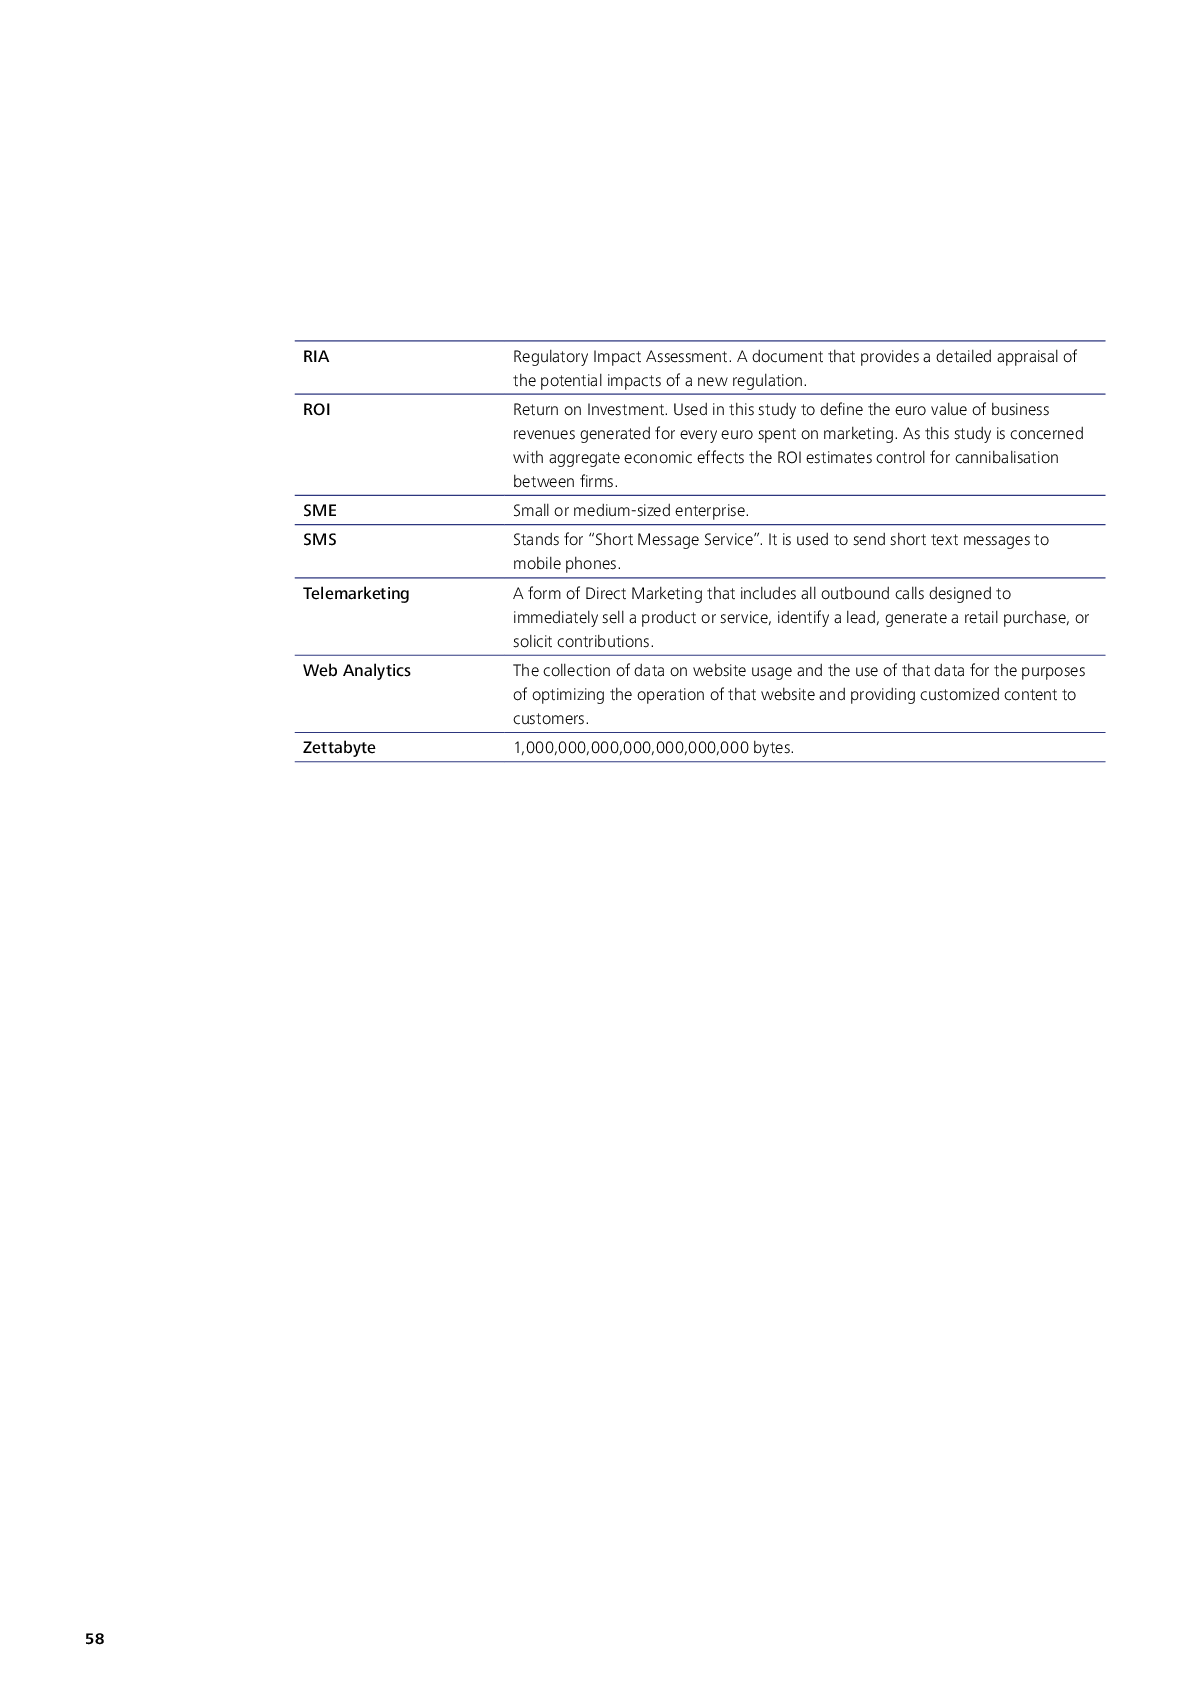 RIA
Regulatory Impact Assessment. A document that provides a detailed appraisal of
the potential impacts of a new regulation.
ROI
Return on Investment. Used in this study to define the euro value of business
revenues generated for every euro spent on marketing. As this study is concerned
with aggregate economic effects the ROI estimates control for cannibalisation
between firms.
SME
Small or medium-sized enterprise.
SMS
Stands for “Short Message Service”. It is used to send short text messages to
mobile phones.
Telemarketing
A form of Direct Marketing that includes all outbound calls designed to
immediately sell a product or service, identify a lead, generate a retail purchase, or
solicit contributions.
Web Analytics
The collection of data on website usage and the use of that data for the purposes
of optimizing the operation of that website and providing customized content to
customers.
Zettabyte
1,000,000,000,000,000,000,000 bytes.
58